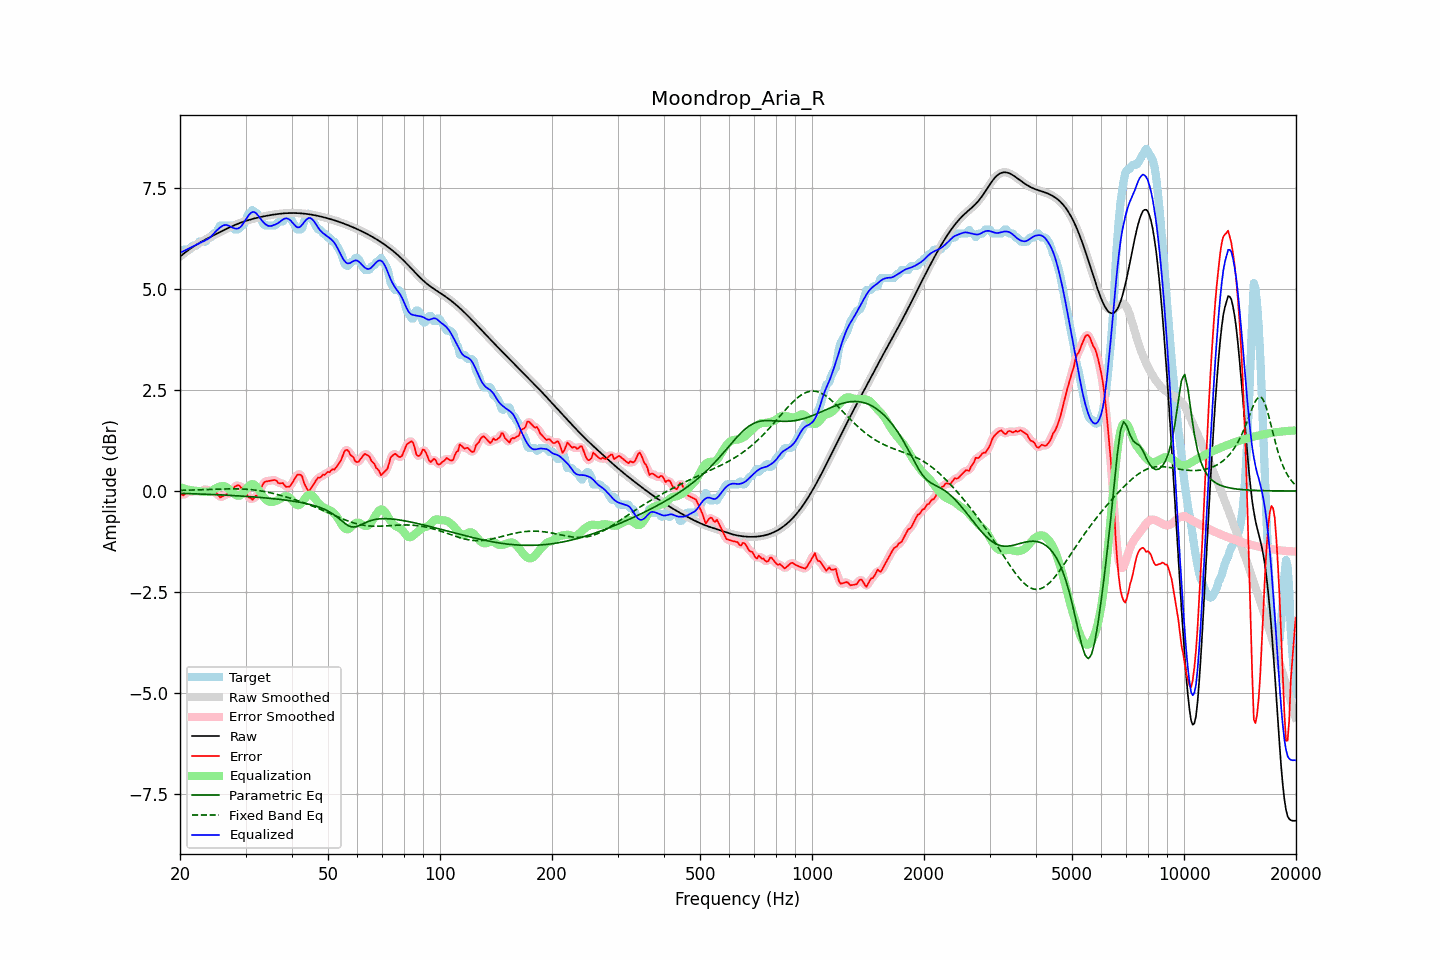 Moondrop_Aria_R
Amplitude (dBr)
7.5
5.0
2.5
0.0
−2.5
−5.0
−7.5
Target
Raw Smoothed
Error Smoothed
Raw
Error
Equalization
Parametric Eq
Fixed Band Eq
Equalized
20 50 100 200 500 1000 2000 5000 10000 20000
Frequency (Hz)